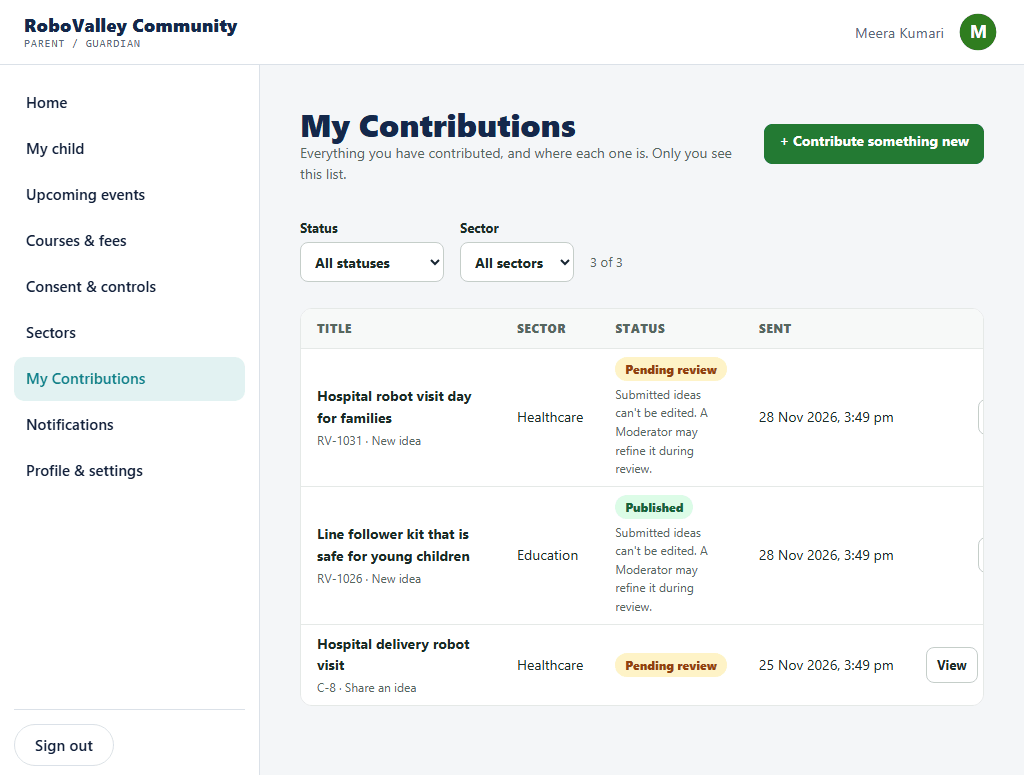 RoboValley Community
PARENT / GUARDIAN
Meera Kumari
M
Home
My child
Upcoming events
Courses & fees
Consent & controls
Sectors
My Contributions
Notifications
Profile & settings
Sign out
My Contributions
Everything you have contributed, and where each one is. Only you see
this list.
+ Contribute something new
Status
Sector
All statuses
All sectors
3 of 3
TITLE SECTOR STATUS SENT
Hospital robot visit day
for families
RV-1031 · New idea
Healthcare
Pending review
Submitted ideas
can't be edited. A
Moderator may
refine it during
review.
28 Nov 2026, 3:49 pm
Line follower kit that is
safe for young children
RV-1026 · New idea
Education
Published
Submitted ideas
can't be edited. A
Moderator may
refine it during
review.
28 Nov 2026, 3:49 pm
Hospital delivery robot
visit
C-8 · Share an idea
Healthcare
Pending review
25 Nov 2026, 3:49 pm
View